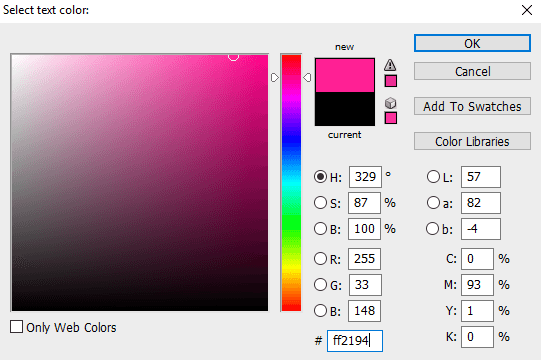 Select text color:
new
current
OK
Cancel
Add To Swatches
Color Libraries
H: 329 °
S: 87 %
B: 100 %
R: 255
G: 33
B: 148
# ff2194
L: 57
a: 82
b: -4
C: 0 %
M: 93 %
Y: 1 %
K: 0 %
Only Web Colors